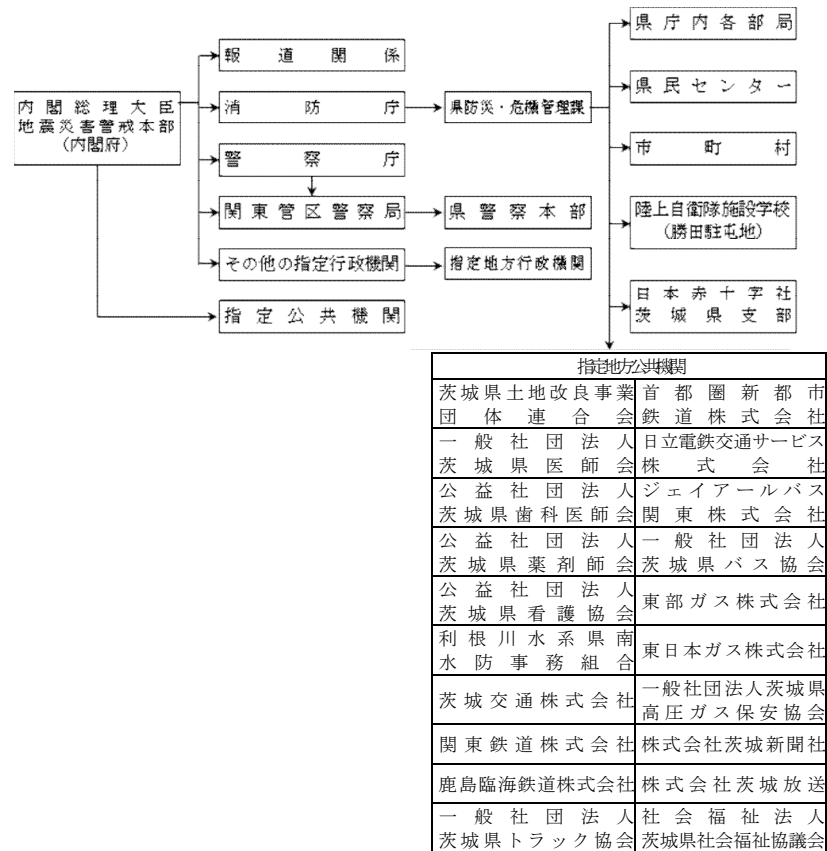 内閣総理大臣
地震災害警戒本部
(内閣府)
報道関係
消防庁
警察庁
関東管区警察局
その他の指定行政機関
指定公共機関
県防災・危機管理課
県警察本部
指定地方行政機関
県庁内各部局
県民センター
市町村
陸上自衛隊施設学校
(勝田駐屯地)
日本赤十字社
茨城県支部
指定地方公共機関
茨城県土地改良事業
団体連合会
首都圏新都市
鉄道株式会社
一般社団法人
茨城県医師会
日立電鉄交通サービス
株式会社
公益社団法人
茨城県歯科医師会
ジェイアールバス
関東株式会社
公益社団法人
茨城県薬剤師会
一般社団法人
茨城県バス協会
公益社団法人
茨城県看護協会
東部ガス株式会社
利根川水系県南
水防事務組合
東日本ガス株式会社
茨城交通株式会社
一般社団法人茨城県
高圧ガス保安協会
関東鉄道株式会社
株式会社茨城新聞社
鹿島臨海鉄道株式会社
株式会社茨城放送
一般社団法人
茨城県トラック協会
社会福祉法人
茨城県社会福祉協議会